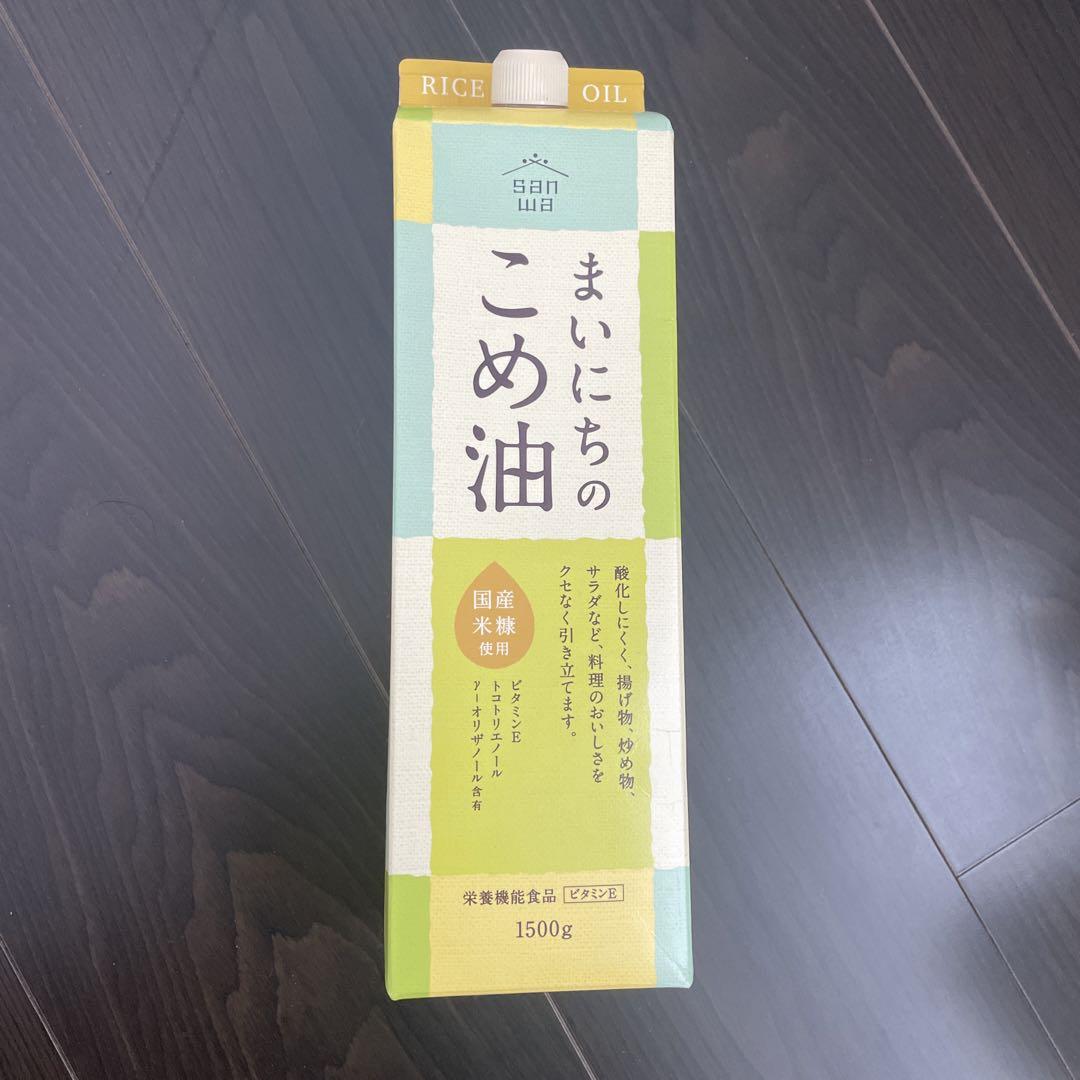 RICE OIL
san
wa
まいにちの
こめ油
酸化しにくく、揚げ物、炒め物、
サラダなど、料理のおいしさを
クセなく引き立てます。
国産
米糠
使用
ビタミンE
トコトリエノール
γ-オリザノール含有
栄養機能食品 ビタミンE
1500g